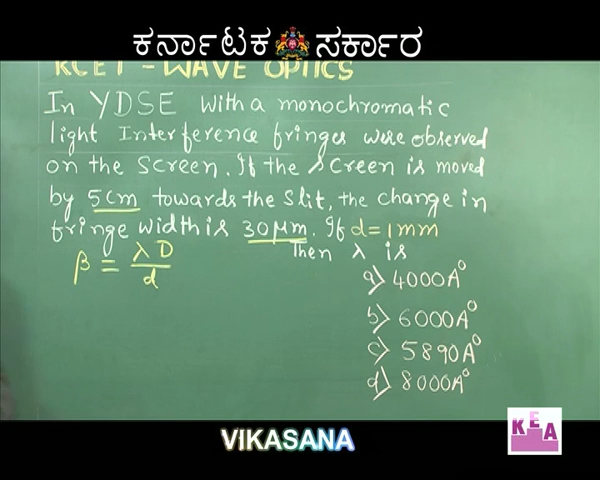 ಕರ್ನಾಟಕ ಸರ್ಕಾರ
KCET - WAVE OPTICS
In YDSE With a monochromatic
light Interference fringes were observed
on the Screen. If the Screen is moved
by 5cm towards the Slit, the change in
fringe width is 30μm. If d=1mm
Then λ is
β = λD/d
a) 4000A°
b) 6000A°
c) 5890A°
d) 8000A°
VIKASANA
KEA